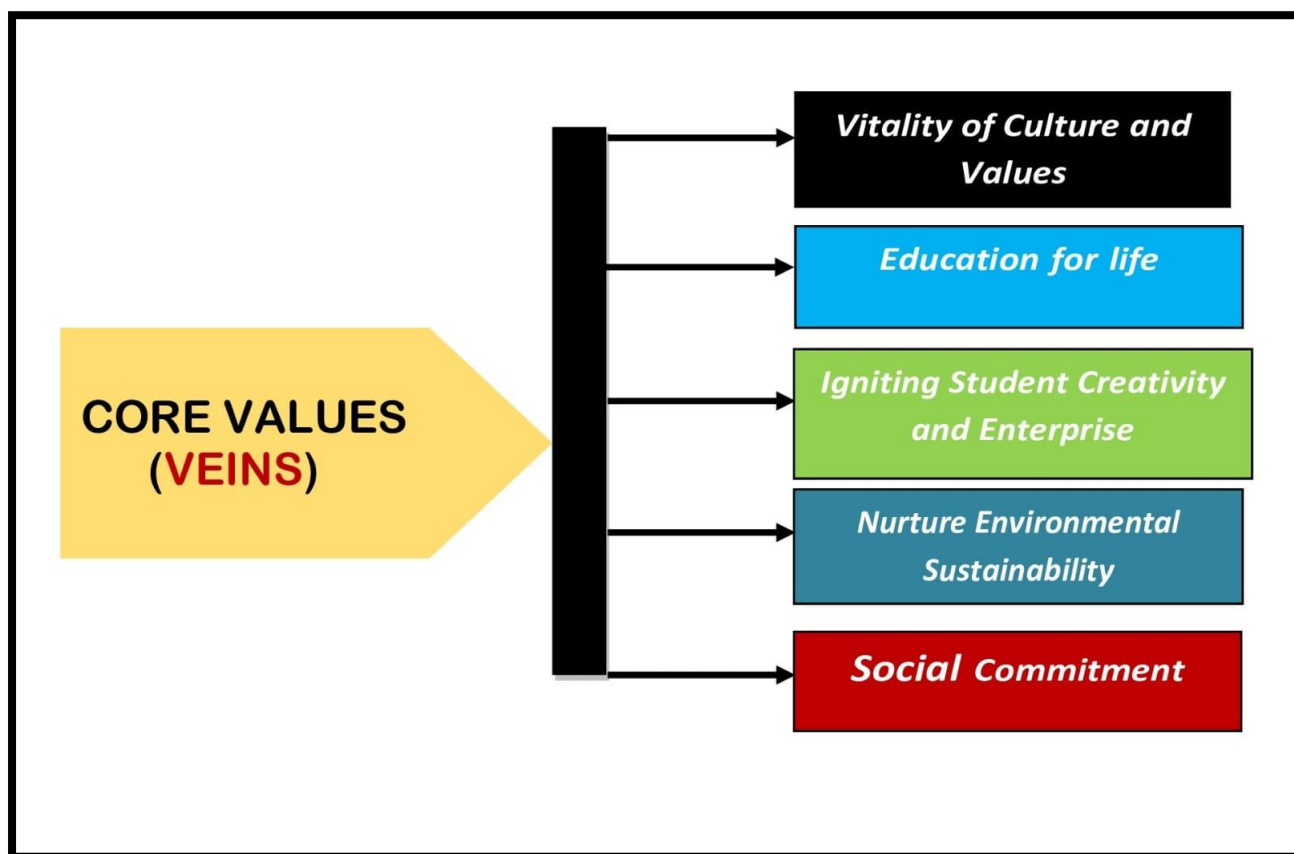 CORE VALUES
(VEINS)
Vitality of Culture and
Values
Education for life
Igniting Student Creativity
and Enterprise
Nurture Environmental
Sustainability
Social Commitment